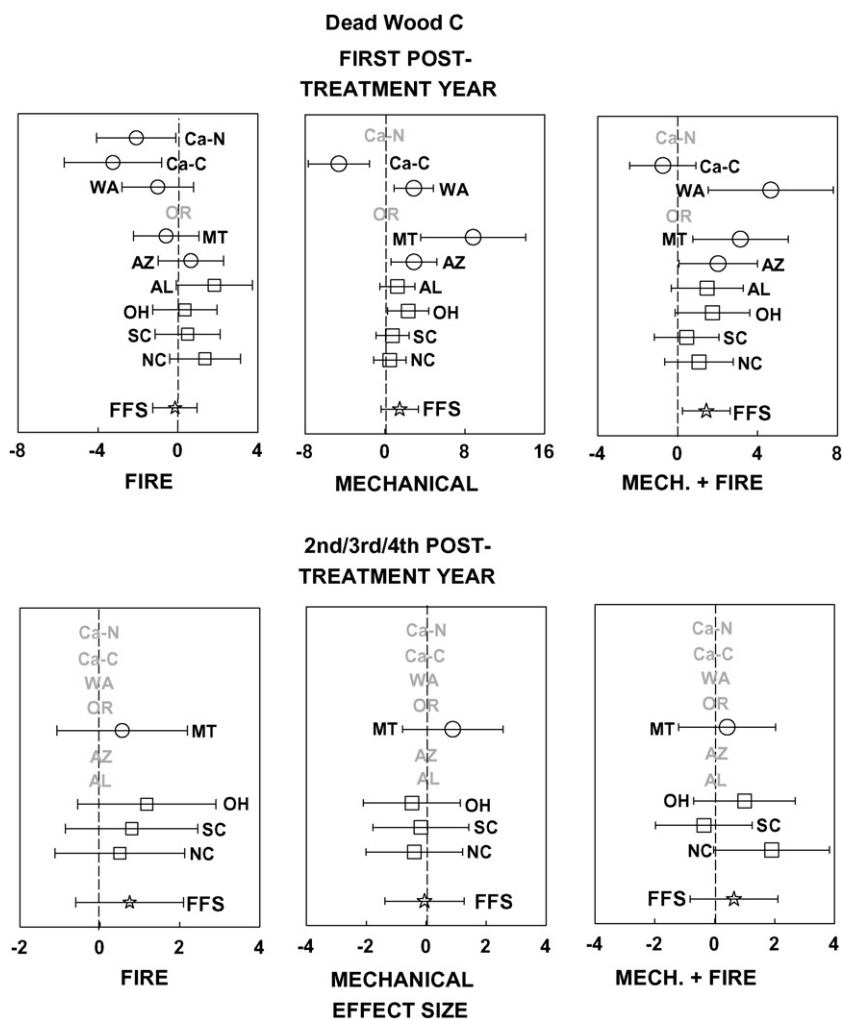 Dead Wood C
FIRST POST-
TREATMENT YEAR
Ca-N
Ca-C
WA
OR
MT
AZ
AL
OH
SC
NC
FFS
-8 -4 0 4
FIRE
Ca-N
Ca-C
WA
OR
MT
AZ
AL
OH
SC
NC
FFS
-8 0 8 16
MECHANICAL
Ca-N
Ca-C
WA
OR
MT
AZ
AL
OH
SC
NC
FFS
-4 0 4 8
MECH. + FIRE
2nd/3rd/4th POST-
TREATMENT YEAR
Ca-N
Ca-C
WA
OR
MT
AZ
AL
OH
SC
NC
FFS
-2 0 2 4
FIRE
Ca-N
Ca-C
WA
OR
MT
AZ
AL
OH
SC
NC
FFS
-4 -2 0 2 4
MECHANICAL
EFFECT SIZE
Ca-N
Ca-C
WA
OR
MT
AZ
AL
OH
SC
NC
FFS
-4 -2 0 2 4
MECH. + FIRE